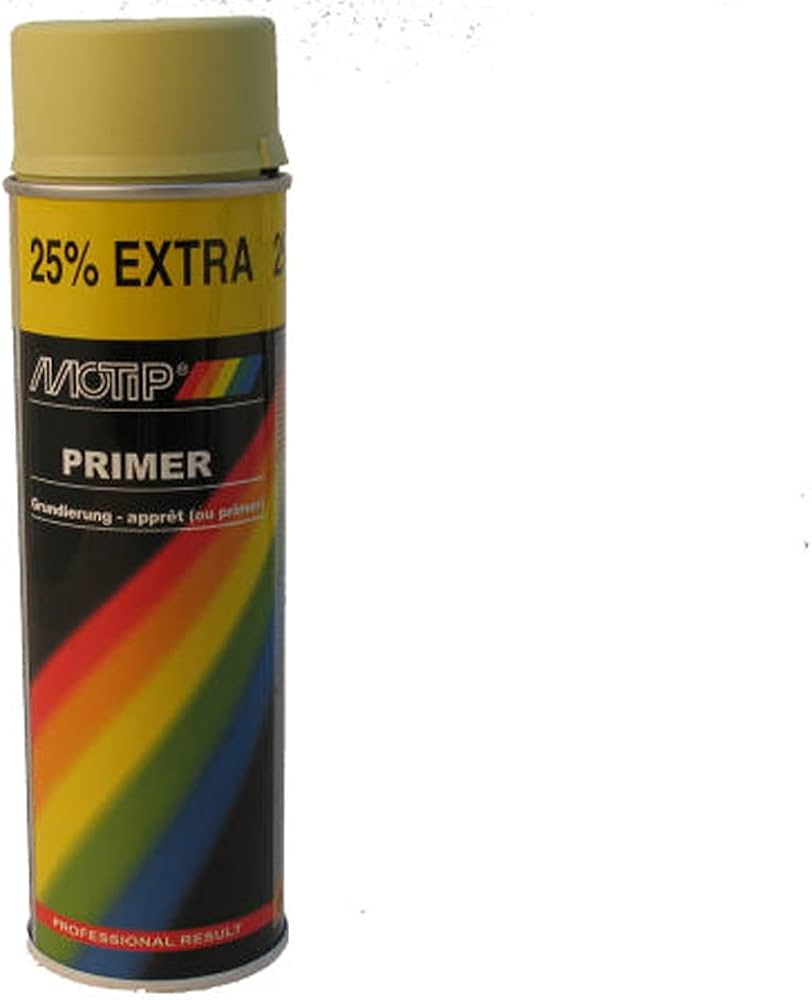 25% EXTRA
MOTIP®
PRIMER
Grundierung - apprêt (ou primer)
PROFESSIONAL RESULT